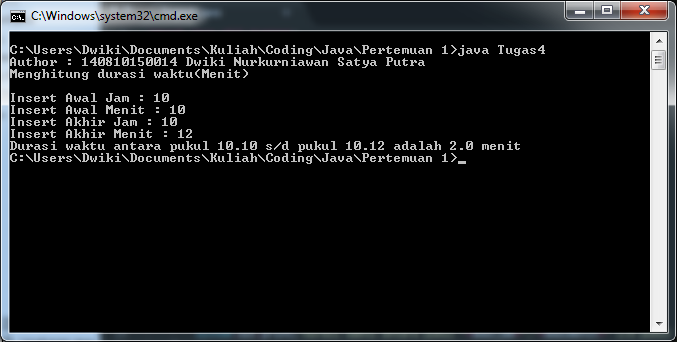 C:\Windows\system32\cmd.exe
C:\Users\Dwiki\Documents\Kuliah\Coding\Java\Pertemuan 1>java Tugas4
Author : 140810150014 Dwiki Nurkurniawan Satya Putra
Menghitung durasi waktu(Menit)
Insert Awal Jam : 10
Insert Awal Menit : 10
Insert Akhir Jam : 10
Insert Akhir Menit : 12
Durasi waktu antara pukul 10.10 s/d pukul 10.12 adalah 2.0 menit
C:\Users\Dwiki\Documents\Kuliah\Coding\Java\Pertemuan 1>_